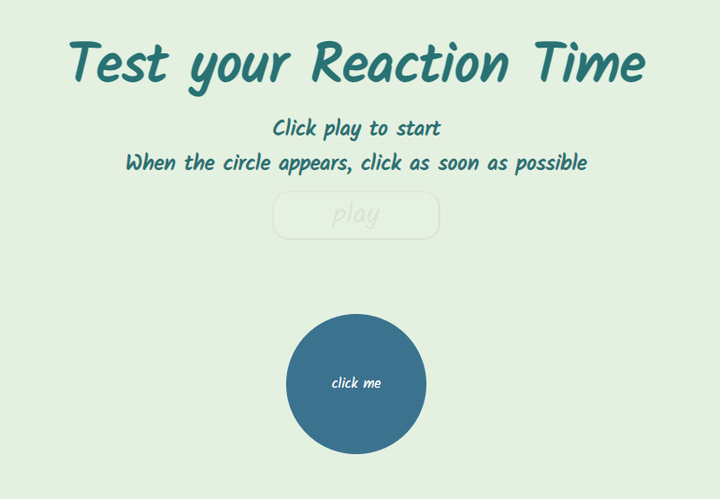 Test your Reaction Time
Click play to start
When the circle appears, click as soon as possible
play
click me